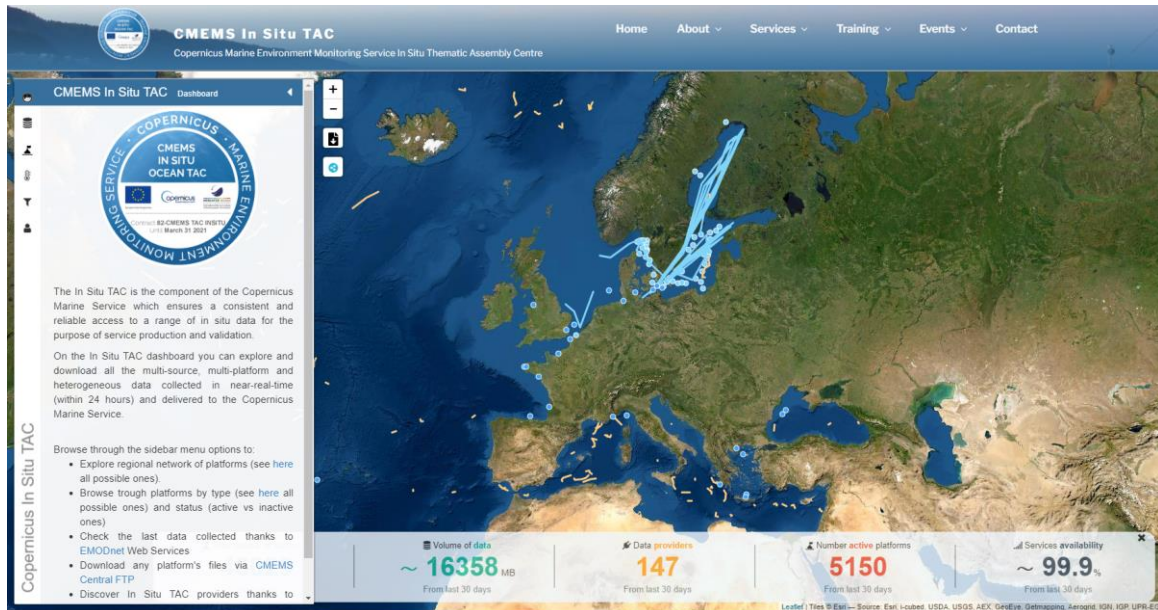 CMEMS In Situ TAC
Copernicus Marine Environment Monitoring Service In Situ Thematic Assembly Centre
Home About Services Training Events Contact
CMEMS In Situ TAC Dashboard
COPERNICUS · MARINE ENVIRONMENT MONITORING SERVICE
CMEMS
IN SITU
OCEAN TAC
Contract 82-CMEMS TAC INSITU
Until March 31 2021
The In Situ TAC is the component of the Copernicus
Marine Service which ensures a consistent and
reliable access to a range of in situ data for the
purpose of service production and validation.
On the In Situ TAC dashboard you can explore and
download all the multi-source, multi-platform and
heterogeneous data collected in near-real-time
(within 24 hours) and delivered to the Copernicus
Marine Service.
Browse through the sidebar menu options to:
• Explore regional network of platforms (see here
all possible ones).
• Browse trough platforms by type (see here all
possible ones) and status (active vs inactive
ones)
• Check the last data collected thanks to
EMODnet Web Services
• Download any platform's files via CMEMS
Central FTP
• Discover In Situ TAC providers thanks to
Copernicus In Situ TAC
+
−
Volume of data
~ 16358 MB
From last 30 days
Data providers
147
From last 30 days
Number active platforms
5150
From last 30 days
Services availability
~ 99.9%
From last 30 days
Leaflet | Tiles © Esri — Source: Esri, i-cubed, USDA, USGS, AEX, GeoEye, Getmapping, Aerogrid, IGN, IGP, UPR-E